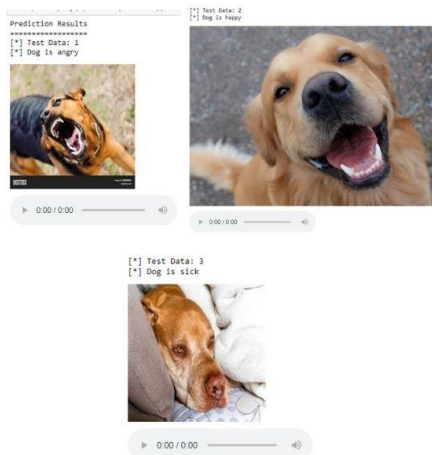 Prediction Results
==================
[*] Test Data: 1
[*] Dog is angry
0:00 / 0:00
[*] Test Data: 2
[*] Dog is happy
0:00 / 0:00
[*] Test Data: 3
[*] Dog is sick
0:00 / 0:00